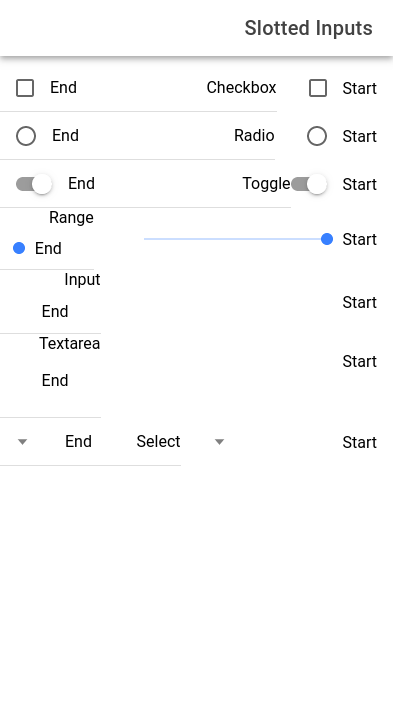 Slotted Inputs
End Checkbox Start
End Radio Start
End Toggle Start
Range
End Start
Input
End Start
Textarea
End Start
End Select Start